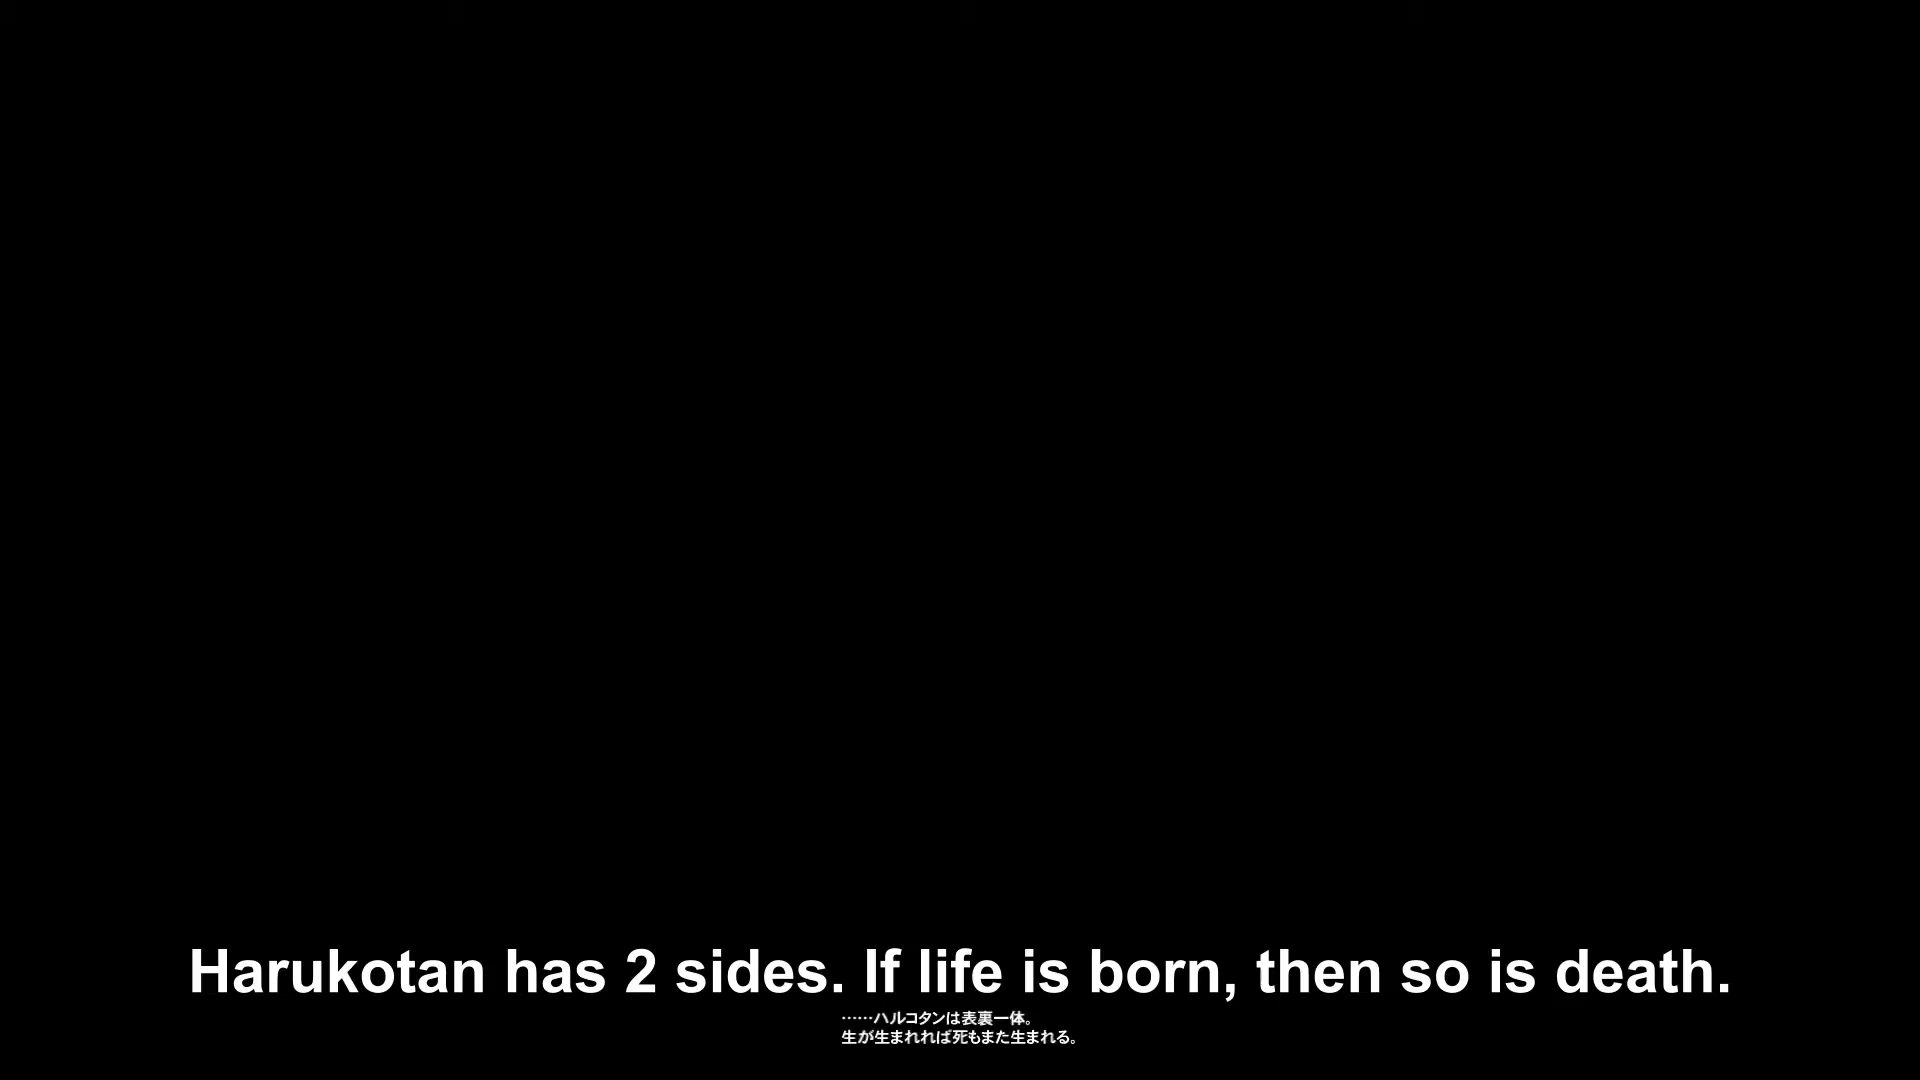 Harukotan has 2 sides. If life is born, then so is death.
……ハルコタンは表裏一体。
生が生まれれば死もまた生まれる。